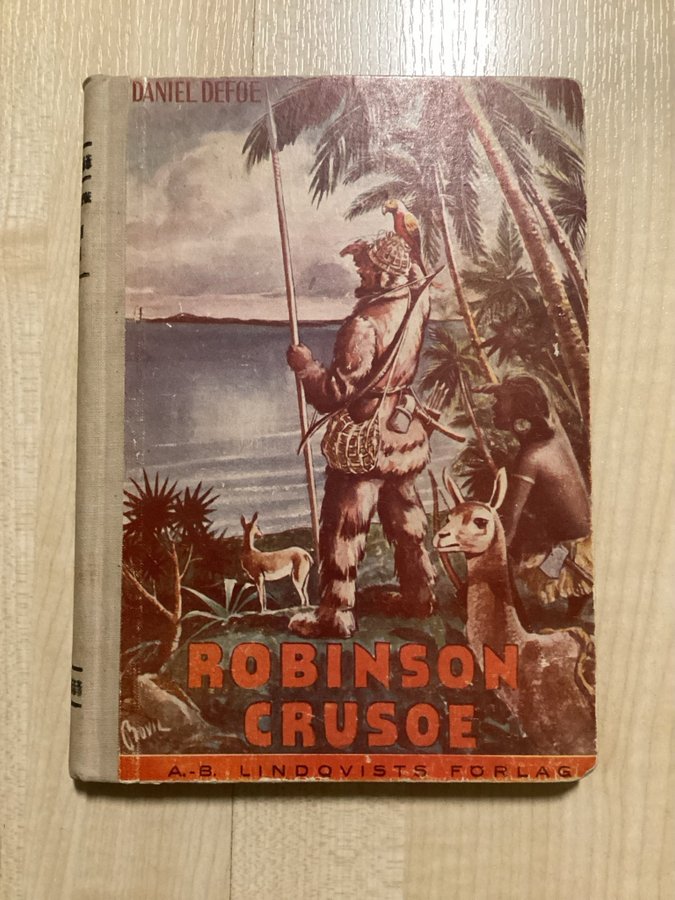 DANIEL DEFOE
ROBINSON
CRUSOE
A.-B. LINDQVISTS FÖRLAG